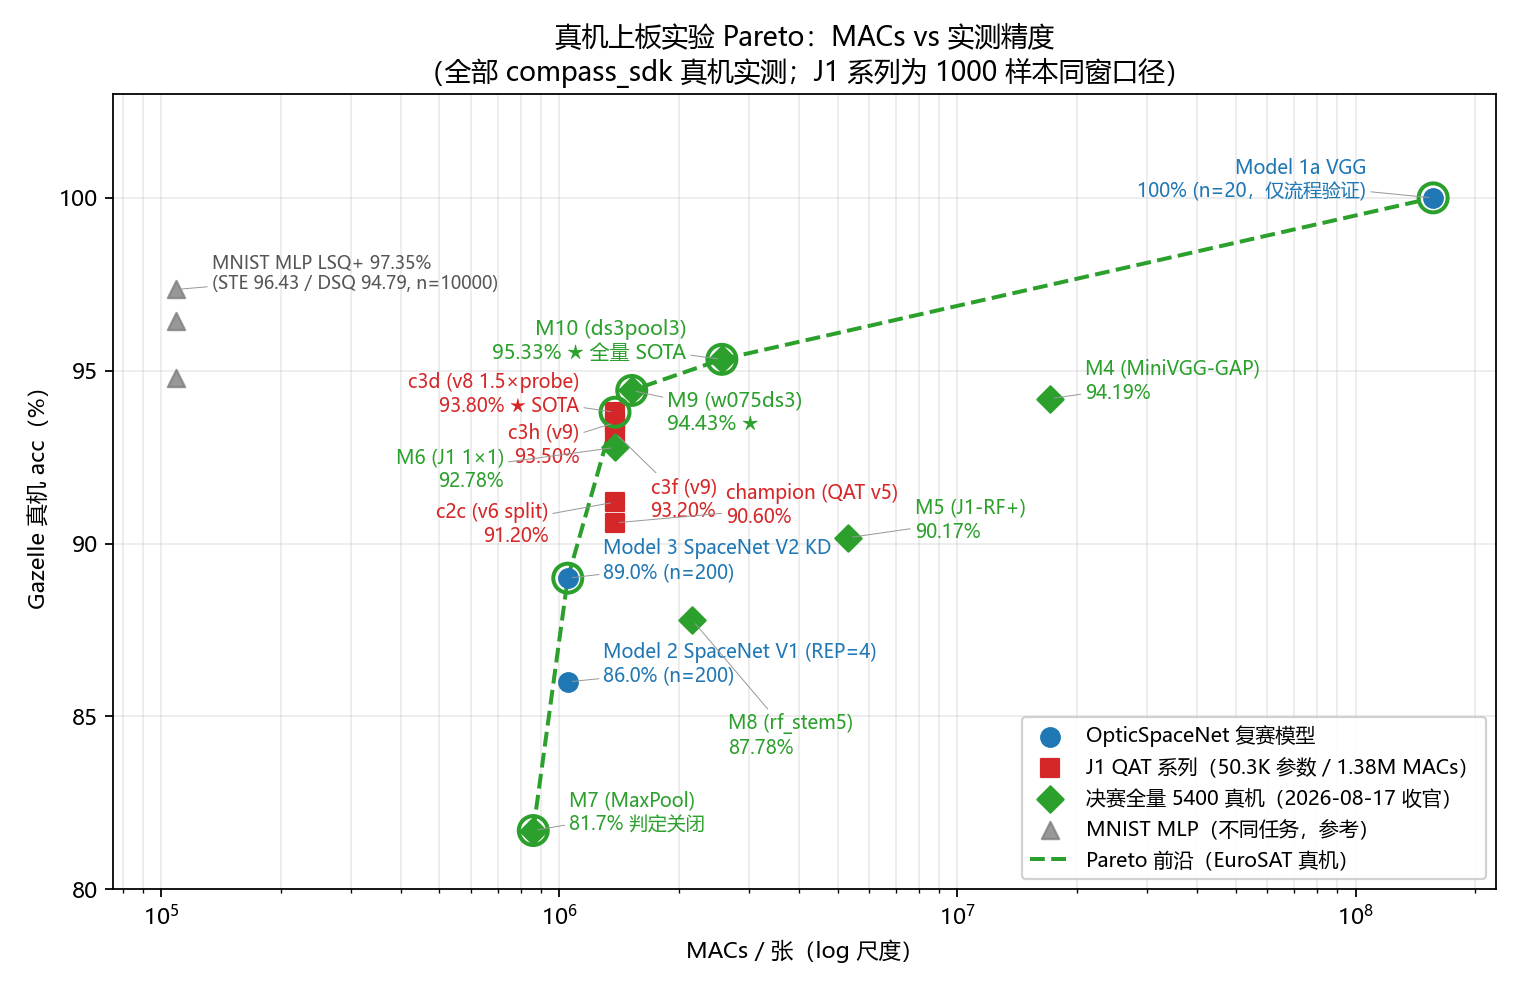 真机上板实验 Pareto：MACs vs 实测精度
（全部 compass_sdk 真机实测；J1 系列为 1000 样本同窗口径）
Gazelle 真机 acc（%）
100
95
90
85
80
Model 1a VGG
100% (n=20，仅流程验证)
MNIST MLP LSQ+ 97.35%
(STE 96.43 / DSQ 94.79, n=10000)
M10 (ds3pool3)
95.33% ★ 全量 SOTA
M4 (MiniVGG-GAP)
94.19%
c3d (v8 1.5×probe)
93.80% ★ SOTA
M9 (w075ds3)
94.43% ★
c3h (v9)
93.50%
M6 (J1 1×1)
92.78%
c3f (v9)
93.20%
champion (QAT v5)
90.60%
c2c (v6 split)
91.20%
M5 (J1-RF+)
90.17%
Model 3 SpaceNet V2 KD
89.0% (n=200)
Model 2 SpaceNet V1 (REP=4)
86.0% (n=200)
M8 (rf_stem5)
87.78%
M7 (MaxPool)
81.7% 判定关闭
OpticSpaceNet 复赛模型
J1 QAT 系列（50.3K 参数 / 1.38M MACs）
决赛全量 5400 真机（2026-08-17 收官）
MNIST MLP（不同任务，参考）
Pareto 前沿（EuroSAT 真机）
10⁵
10⁶
10⁷
10⁸
MACs / 张（log 尺度）